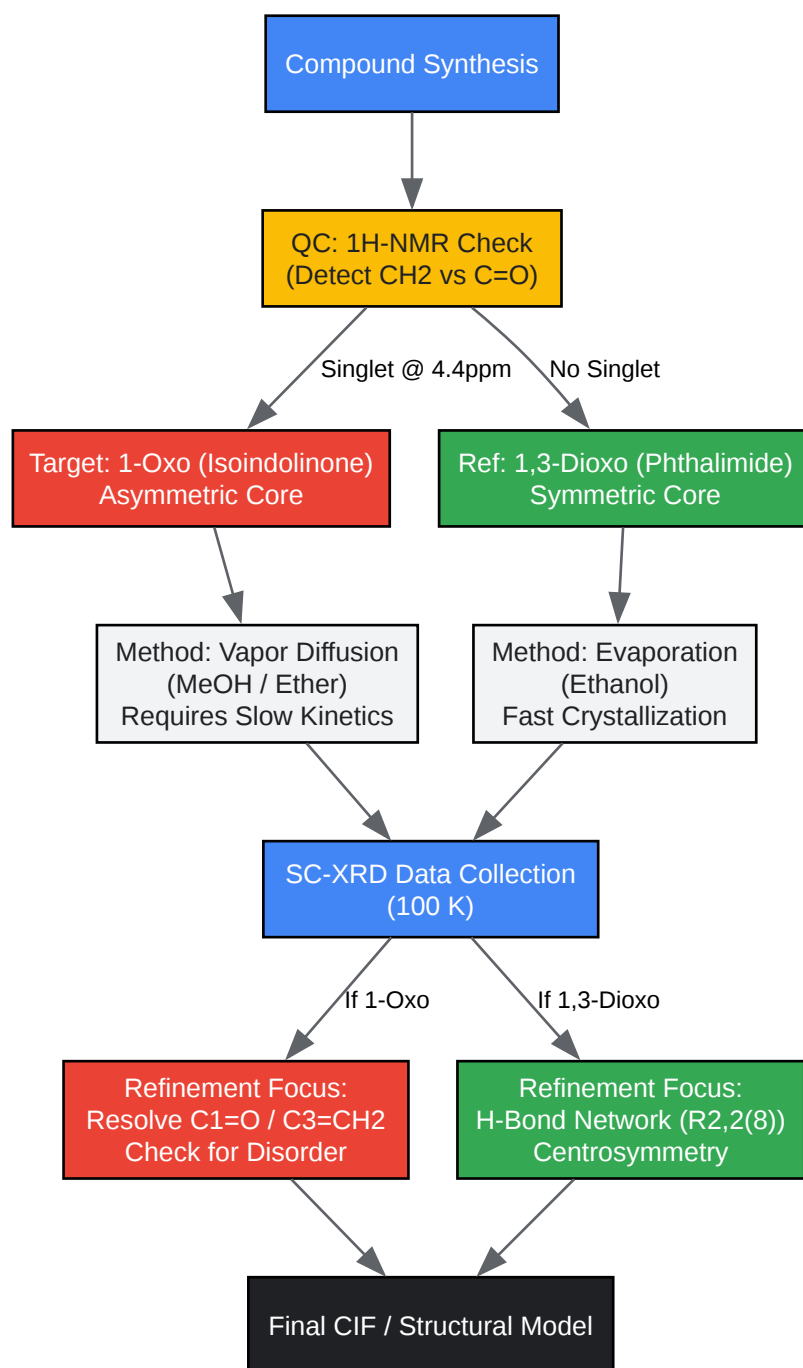 Compound Synthesis
QC: 1H-NMR Check
(Detect CH2 vs C=O)
Singlet @ 4.4ppm
No Singlet
Target: 1-Oxo (Isoindolinone)
Asymmetric Core
Ref: 1,3-Dioxo (Phthalimide)
Symmetric Core
Method: Vapor Diffusion
(MeOH / Ether)
Requires Slow Kinetics
Method: Evaporation
(Ethanol)
Fast Crystallization
SC-XRD Data Collection
(100 K)
If 1-Oxo
If 1,3-Dioxo
Refinement Focus:
Resolve C1=O / C3=CH2
Check for Disorder
Refinement Focus:
H-Bond Network (R2,2(8))
Centrosymmetry
Final CIF / Structural Model